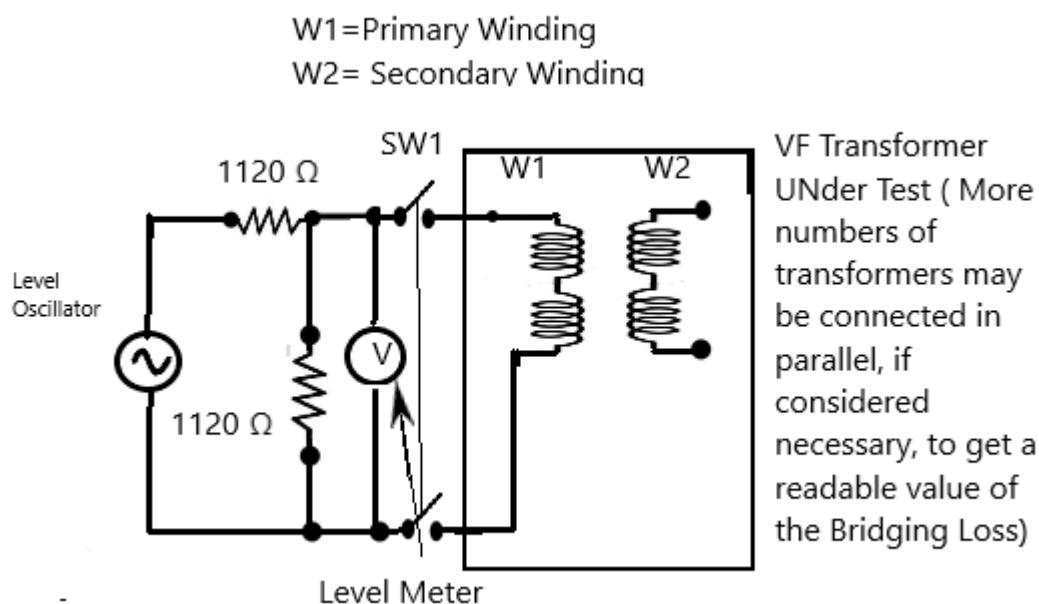 W1=Primary Winding
W2= Secondary Winding
SW1
1120 Ω
W1
W2
VF Transformer
UNder Test ( More
numbers of
transformers may
be connected in
parallel, if
considered
necessary, to get a
readable value of
the Bridging Loss)
Level
Oscillator
V
1120 Ω
Level Meter
-